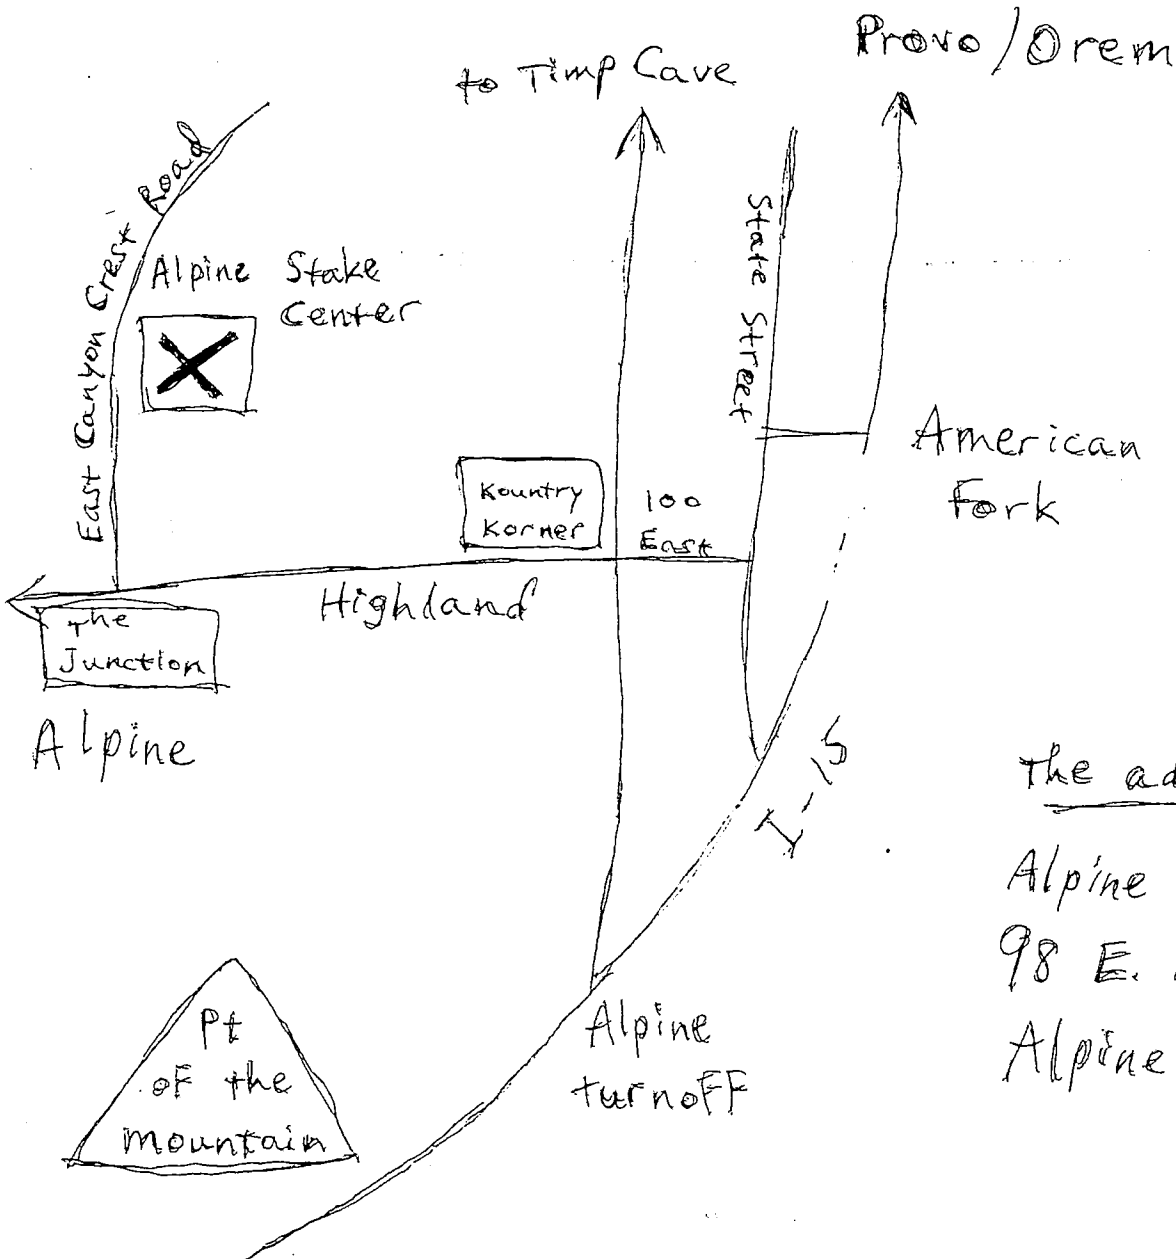 Provo/Orem
to Timp Cave
East Canyon Crest Road
State Street
Alpine Stake
Center
American
Fork
Kountry
Korner
100
East
Highland
The
Junction
Alpine
I-15
The
Alpine
98 E.
Alpine
Pt
of the
mountain
Alpine
turnoff